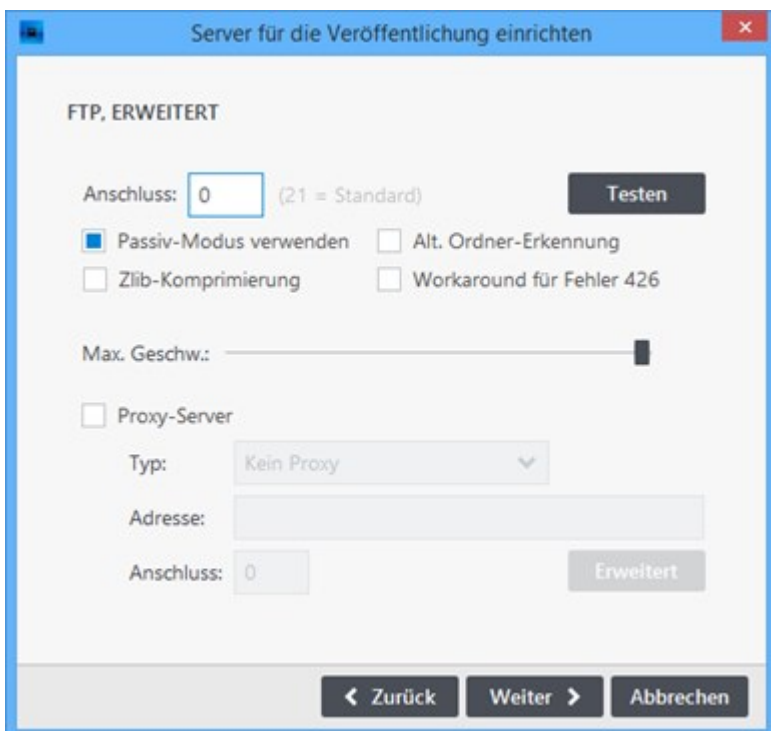 Server für die Veröffentlichung einrichten
FTP, ERWEITERT
Anschluss: 0 (21 = Standard) Testen
Passiv-Modus verwenden Alt. Ordner-Erkennung
Zlib-Komprimierung Workaround für Fehler 426
Max. Geschw.:
Proxy-Server
Typ: Kein Proxy
Adresse:
Anschluss: 0 Erweitert
Zurück Weiter Abbrechen